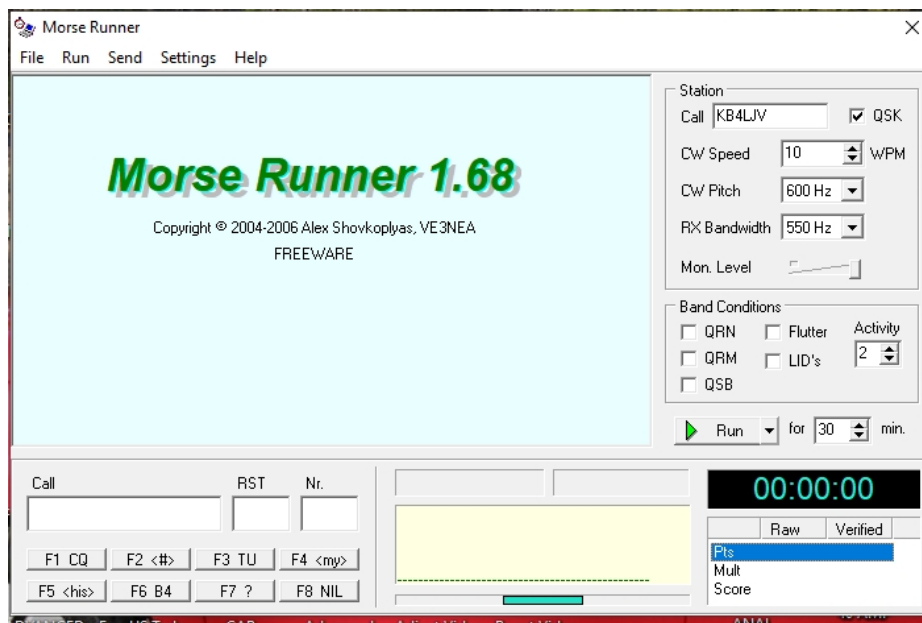 Morse Runner
File Run Send Settings Help
Morse Runner 1.68
Copyright © 2004-2006 Alex Shovkoplyas, VE3NEA
FREEWARE
Station
Call KB4LJV QSK
CW Speed 10 WPM
CW Pitch 600 Hz
RX Bandwidth 550 Hz
Mon. Level
Band Conditions
QRN Flutter Activity
QRM LID's 2
QSB
Run for 30 min.
Call RST Nr.
F1 CQ F2 <#> F3 TU F4 <my>
F5 <his> F6 B4 F7 ? F8 NIL
00:00:00
Raw Verified
Pts
Mult
Score